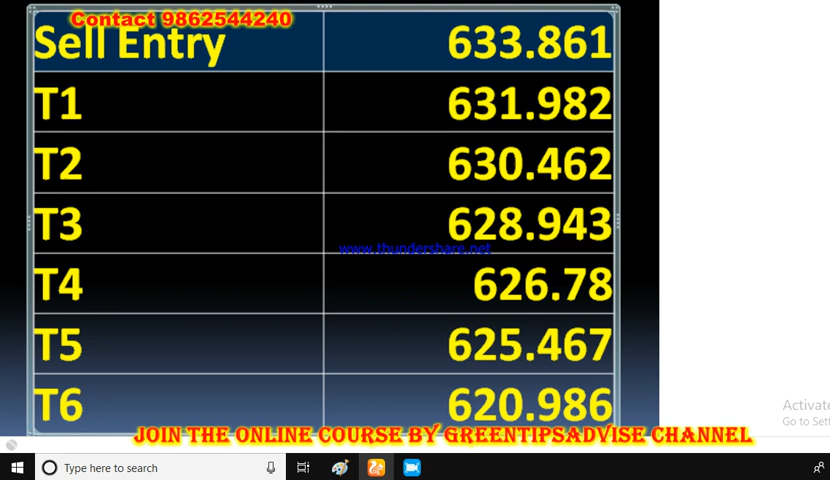 Contact 9862544240
Sell Entry 633.861
T1 631.982
T2 630.462
T3 628.943
www.thundershare.net
T4 626.78
T5 625.467
T6 620.986
JOIN THE ONLINE COURSE BY GREENTIPSADVISE CHANNEL
Activate
Go to Sett
Type here to search